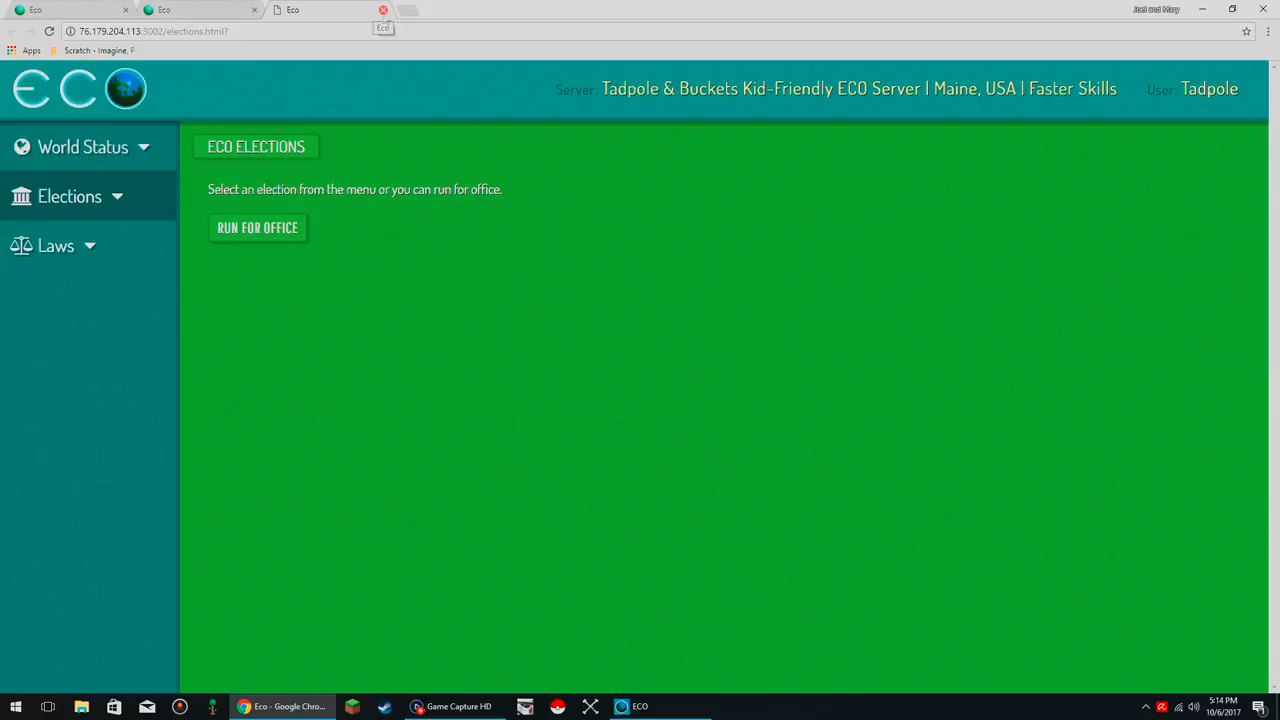 Eco
Eco
Eco
Joel and Mary
Eco
76.179.204.113:3002/elections.html?
Apps
Scratch - Imagine, P
ECO
Server: Tadpole & Buckets Kid-Friendly ECO Server | Maine, USA | Faster Skills
User: Tadpole
World Status
Elections
Laws
ECO ELECTIONS
Select an election from the menu or you can run for office.
RUN FOR OFFICE
Eco - Google Chro...
Game Capture HD
ECO
5:14 PM
10/6/2017